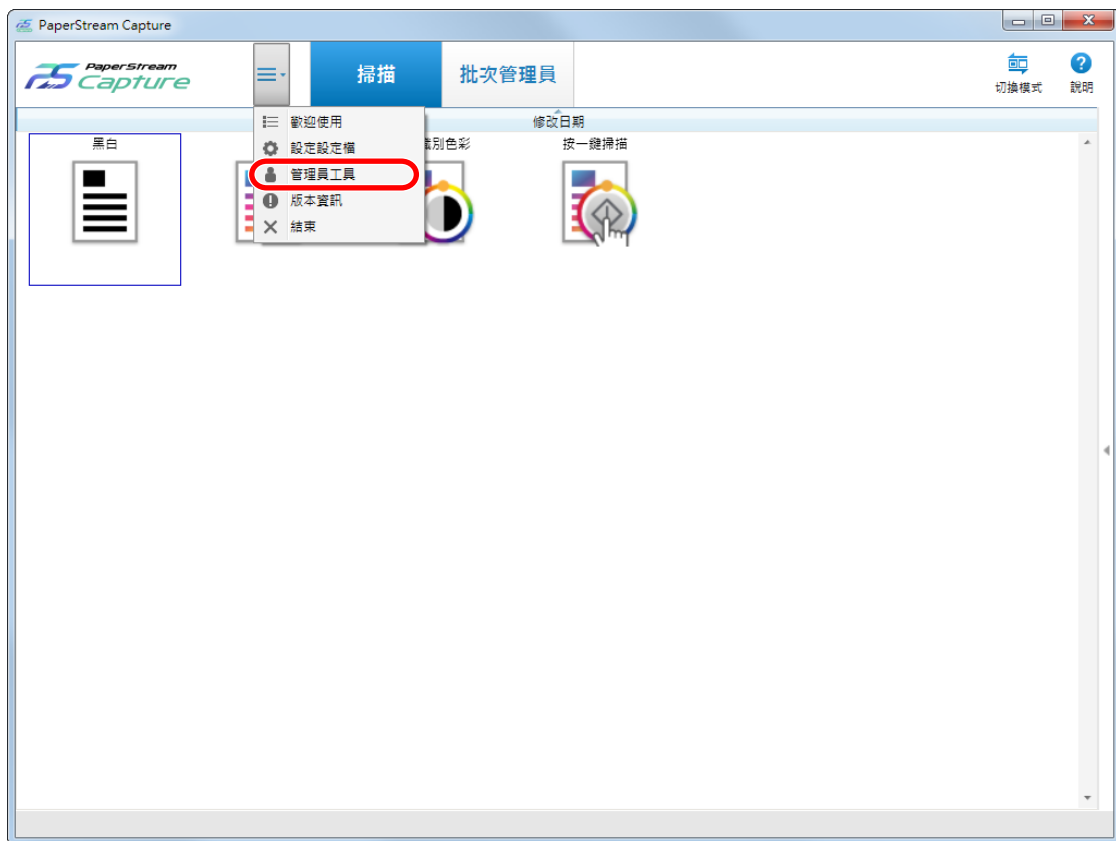 PaperStream Capture
PaperStream
Capture
掃描
批次管理員
切換模式
說明
修改日期
歡迎使用
設定設定檔
管理員工具
版本資訊
結束
黑白
識別色彩
按一鍵掃描